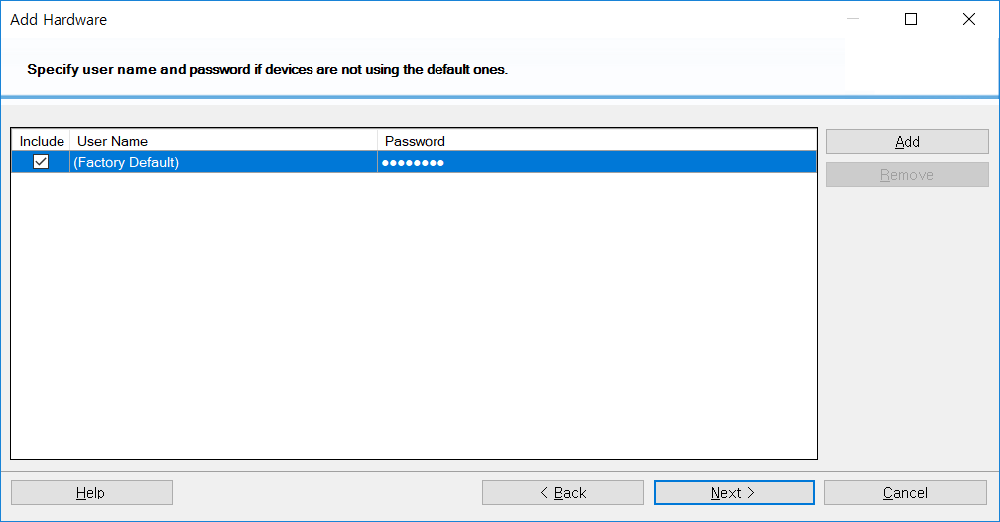 Add Hardware
Specify user name and password if devices are not using the default ones.
Include User Name Password
(Factory Default) ●●●●●●●●
Add
Remove
Help < Back Next > Cancel